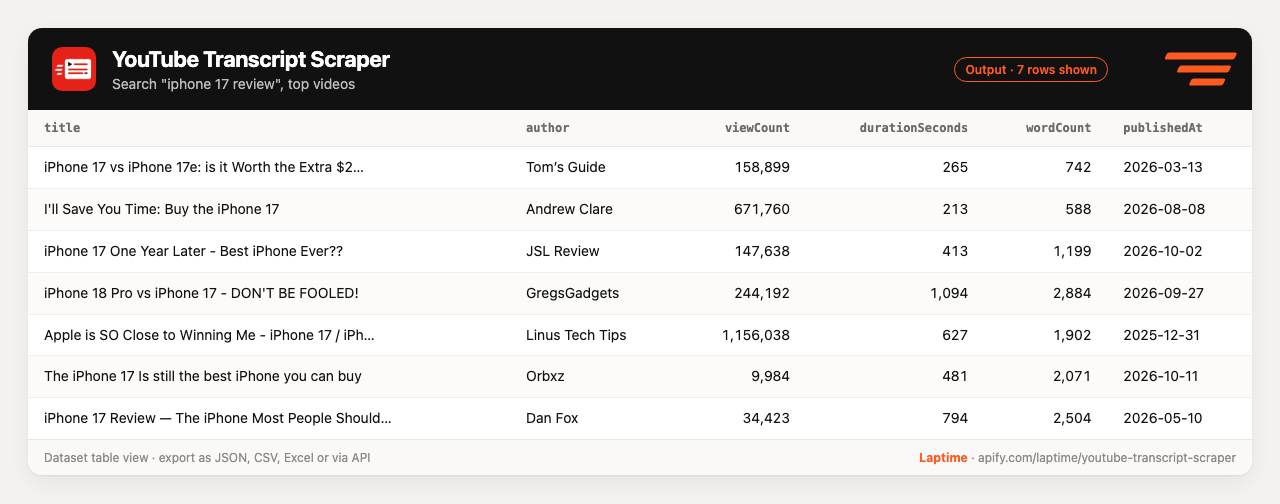 YouTube Transcript Scraper
Search "iphone 17 review", top videos
Output · 7 rows shown
title author viewCount durationSeconds wordCount publishedAt
iPhone 17 vs iPhone 17e: is it Worth the Extra $2... Tom's Guide 158,899 265 742 2026-03-13
I'll Save You Time: Buy the iPhone 17 Andrew Clare 671,760 213 588 2026-08-08
iPhone 17 One Year Later - Best iPhone Ever?? JSL Review 147,638 413 1,199 2026-10-02
iPhone 18 Pro vs iPhone 17 - DON'T BE FOOLED! GregsGadgets 244,192 1,094 2,884 2026-09-27
Apple is SO Close to Winning Me - iPhone 17 / iPh... Linus Tech Tips 1,156,038 627 1,902 2025-12-31
The iPhone 17 Is still the best iPhone you can buy Orbxz 9,984 481 2,071 2026-10-11
iPhone 17 Review — The iPhone Most People Should... Dan Fox 34,423 794 2,504 2026-05-10
Dataset table view · export as JSON, CSV, Excel or via API
Laptime · apify.com/laptime/youtube-transcript-scraper